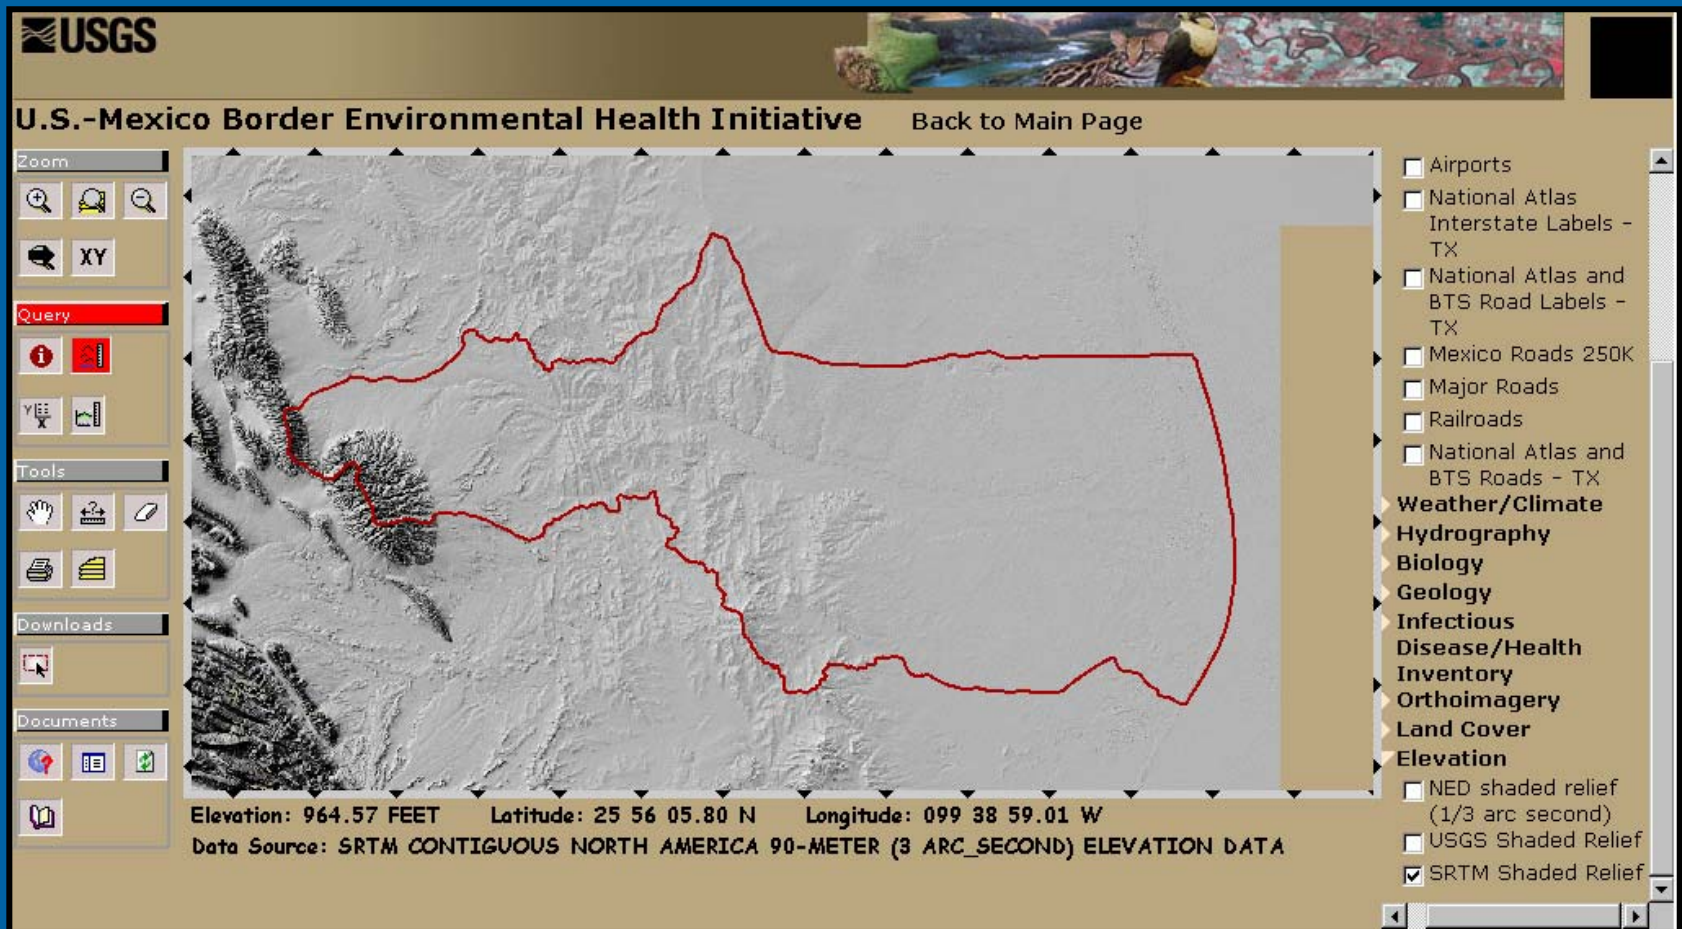 USGS
U.S.-Mexico Border Environmental Health Initiative Back to Main Page
Zoom
XY
Query
Tools
Downloads
Documents
Elevation: 964.57 FEET Latitude: 25 56 05.80 N Longitude: 099 38 59.01 W
Data Source: SRTM CONTIGUOUS NORTH AMERICA 90-METER (3 ARC_SECOND) ELEVATION DATA
Airports
National Atlas
Interstate Labels -
TX
National Atlas and
BTS Road Labels -
TX
Mexico Roads 250K
Major Roads
Railroads
National Atlas and
BTS Roads - TX
Weather/Climate
Hydrography
Biology
Geology
Infectious
Disease/Health
Inventory
Orthoimagery
Land Cover
Elevation
NED shaded relief
(1/3 arc second)
USGS Shaded Relief
SRTM Shaded Relief